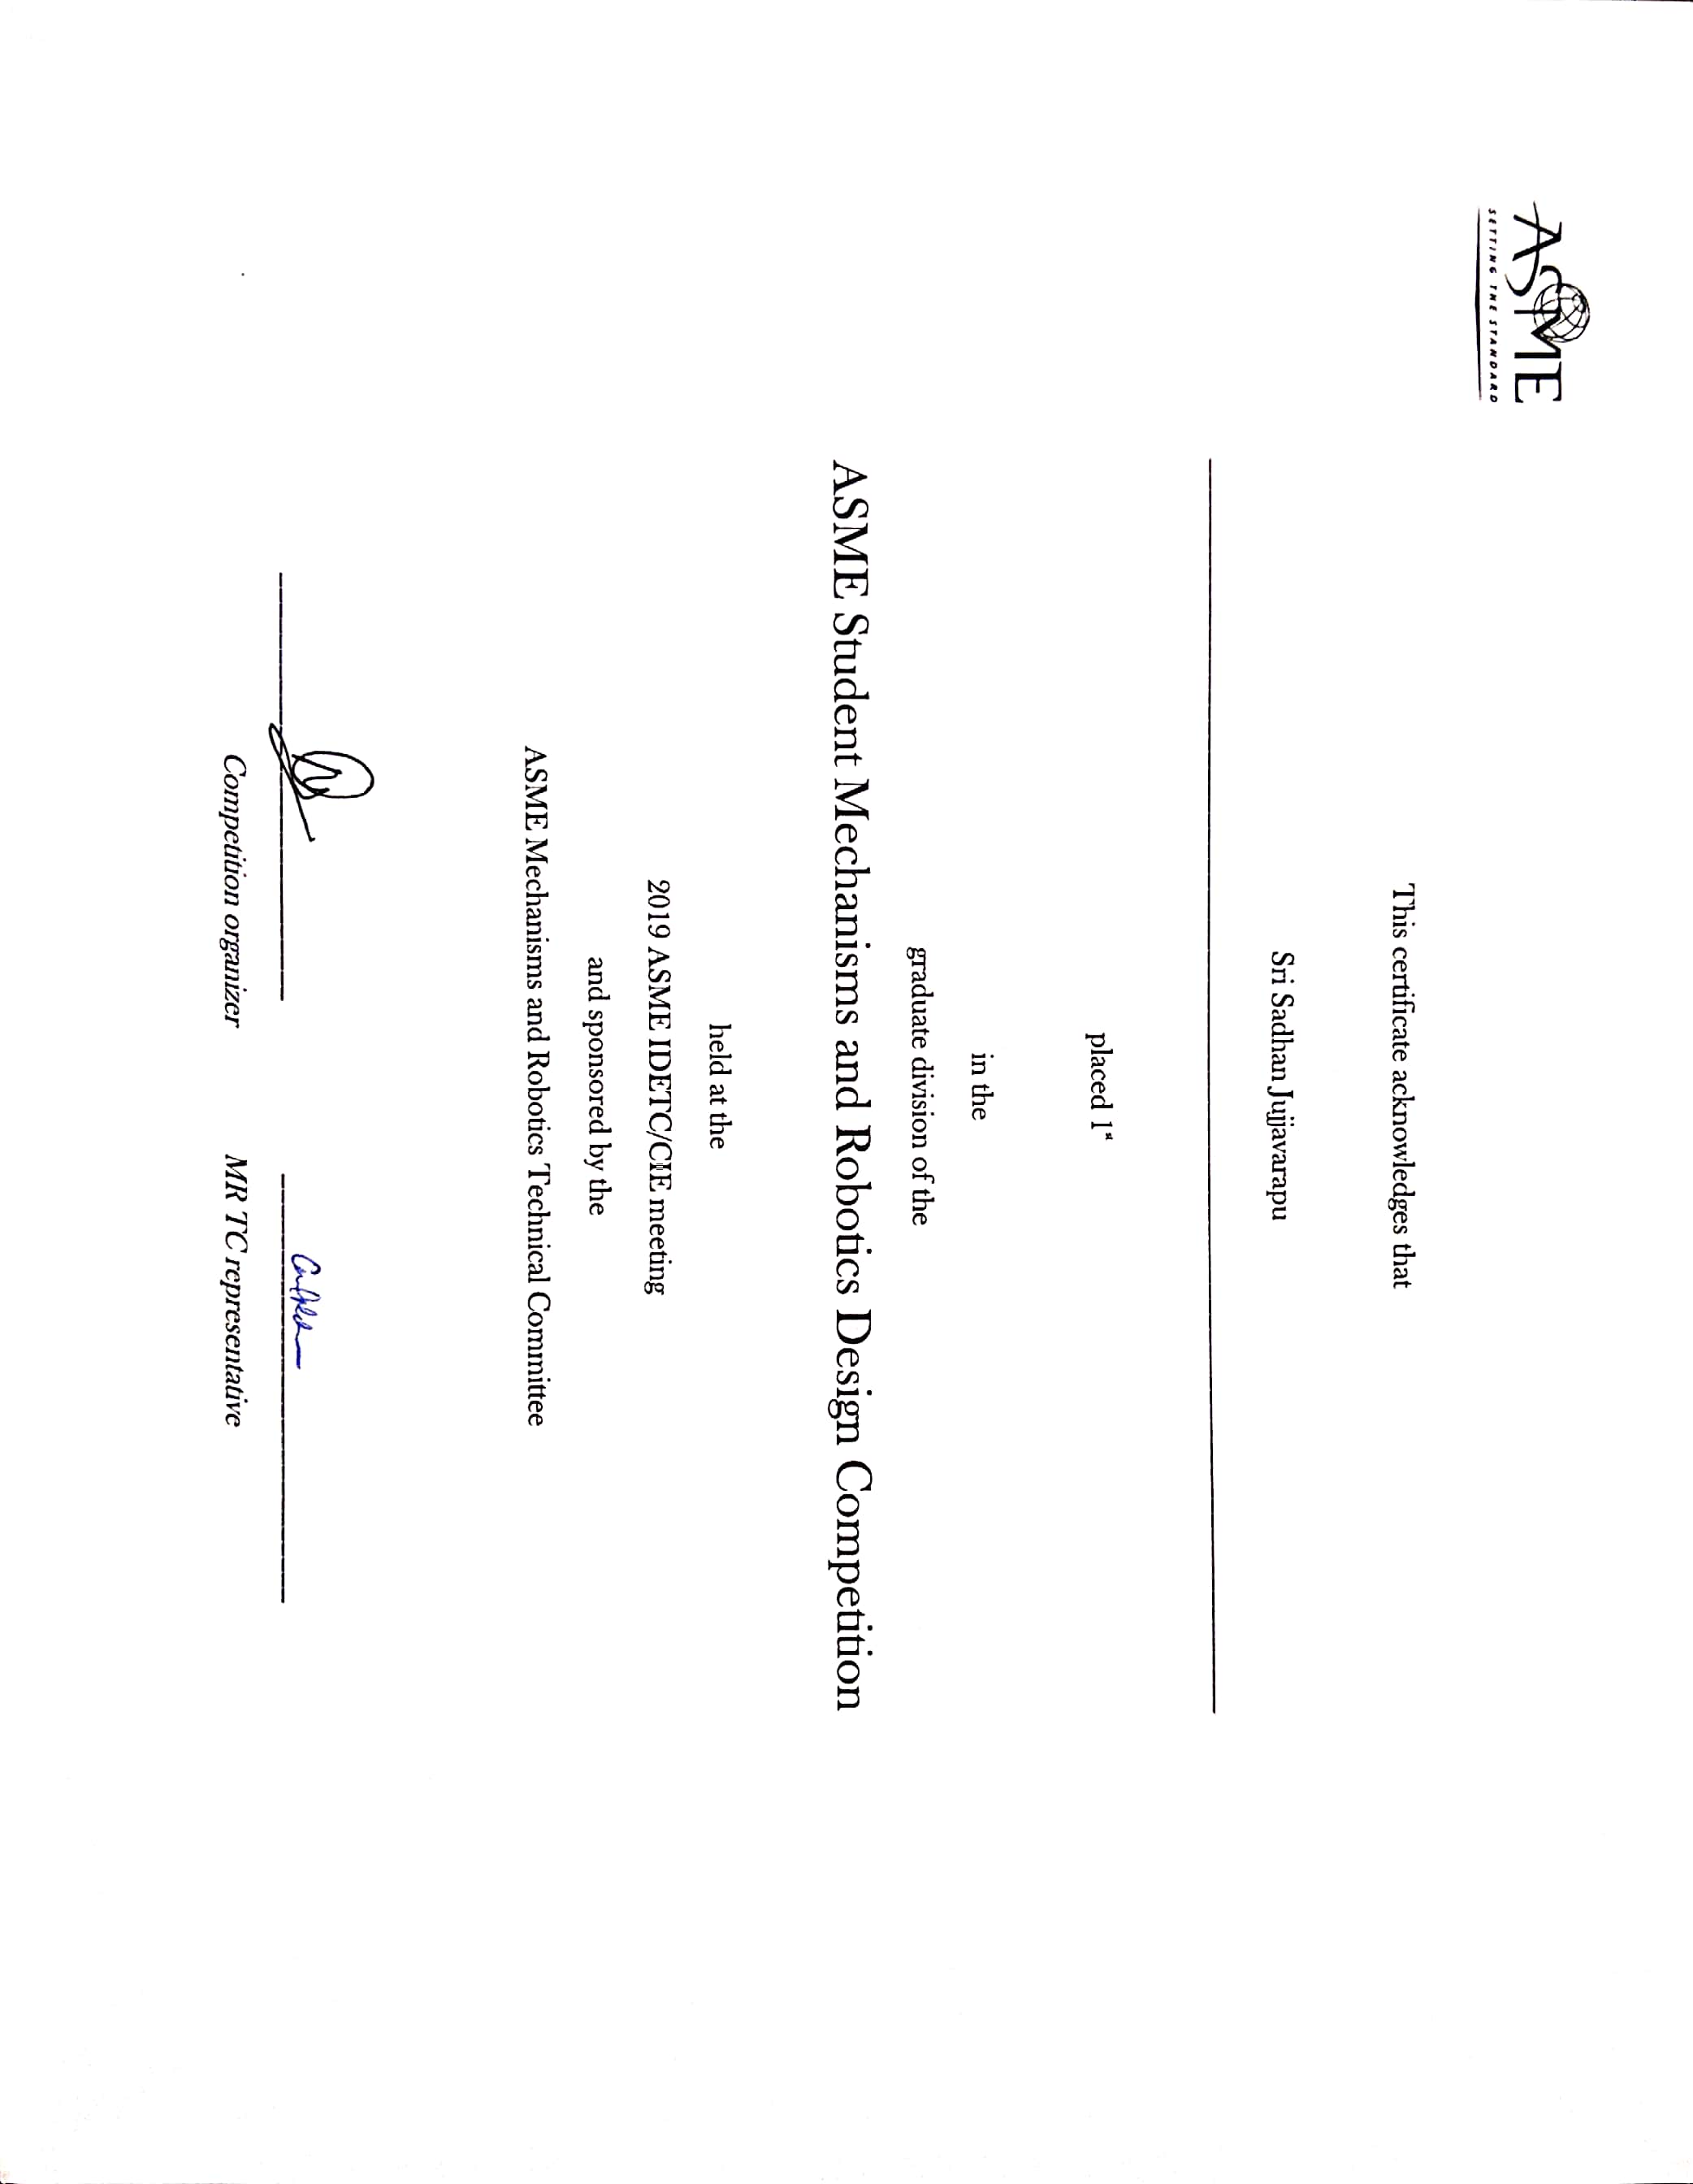 ASME
SETTING THE STANDARD
This certificate acknowledges that
Sri Sadhan Jujjavarapu
placed 1st
in the
graduate division of the
ASME Student Mechanisms and Robotics Design Competition
held at the
2019 ASME IDETC/CIE meeting
and sponsored by the
ASME Mechanisms and Robotics Technical Committee
Competition organizer
MR TC representative